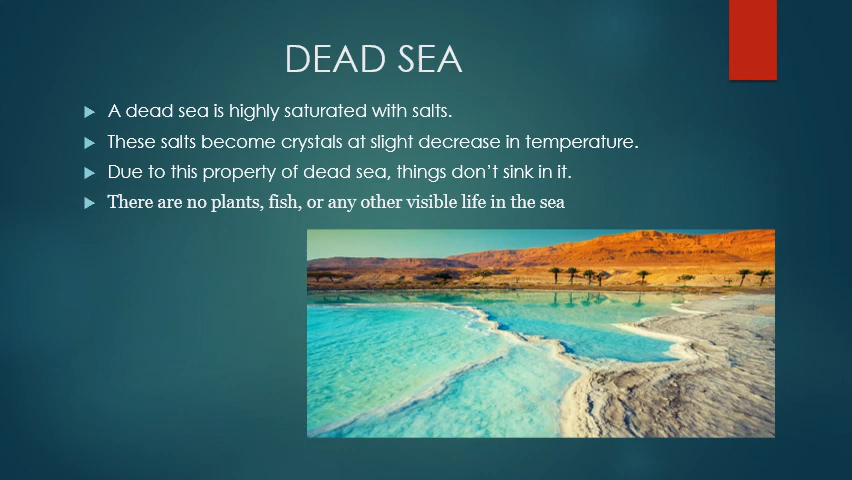 DEAD SEA
A dead sea is highly saturated with salts.
These salts become crystals at slight decrease in temperature.
Due to this property of dead sea, things don’t sink in it.
There are no plants, fish, or any other visible life in the sea